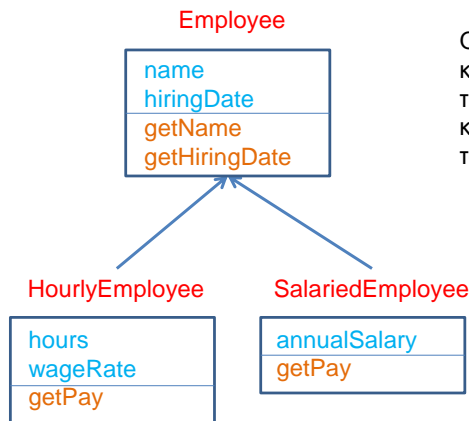 Employee
name
hiringDate
getName
getHiringDate
HourlyEmployee
hours
wageRate
getPay
SalariedEmployee
annualSalary
getPay